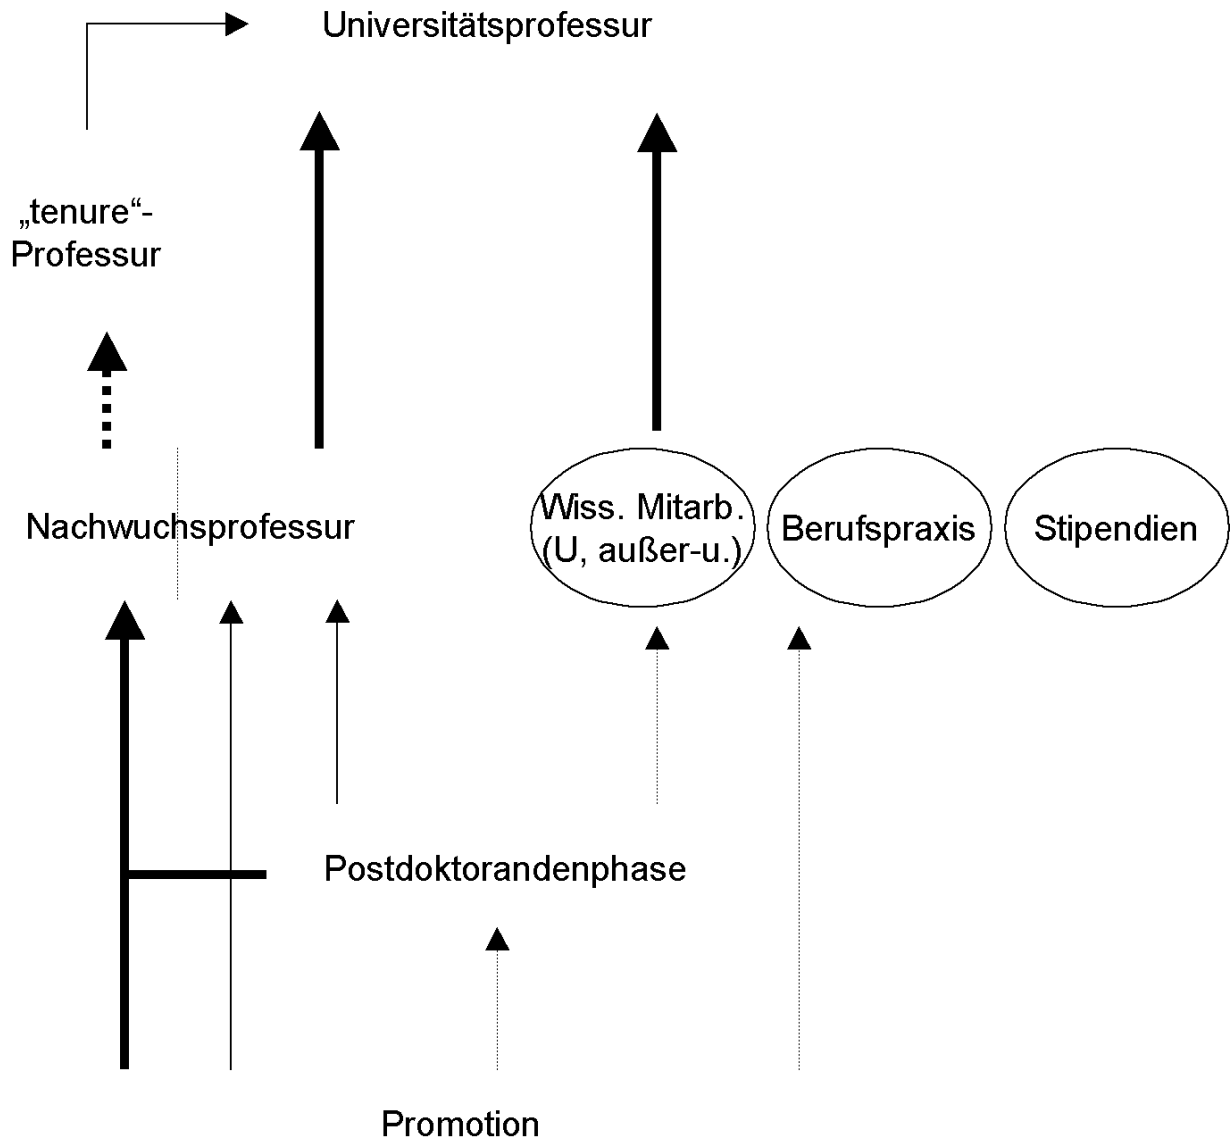 Universitätsprofessur
„tenure“-
Professur
Nachwuchsprofessur
Wiss. Mitarb.
(U, außer-u.)
Berufspraxis
Stipendien
Postdoktorandenphase
Promotion